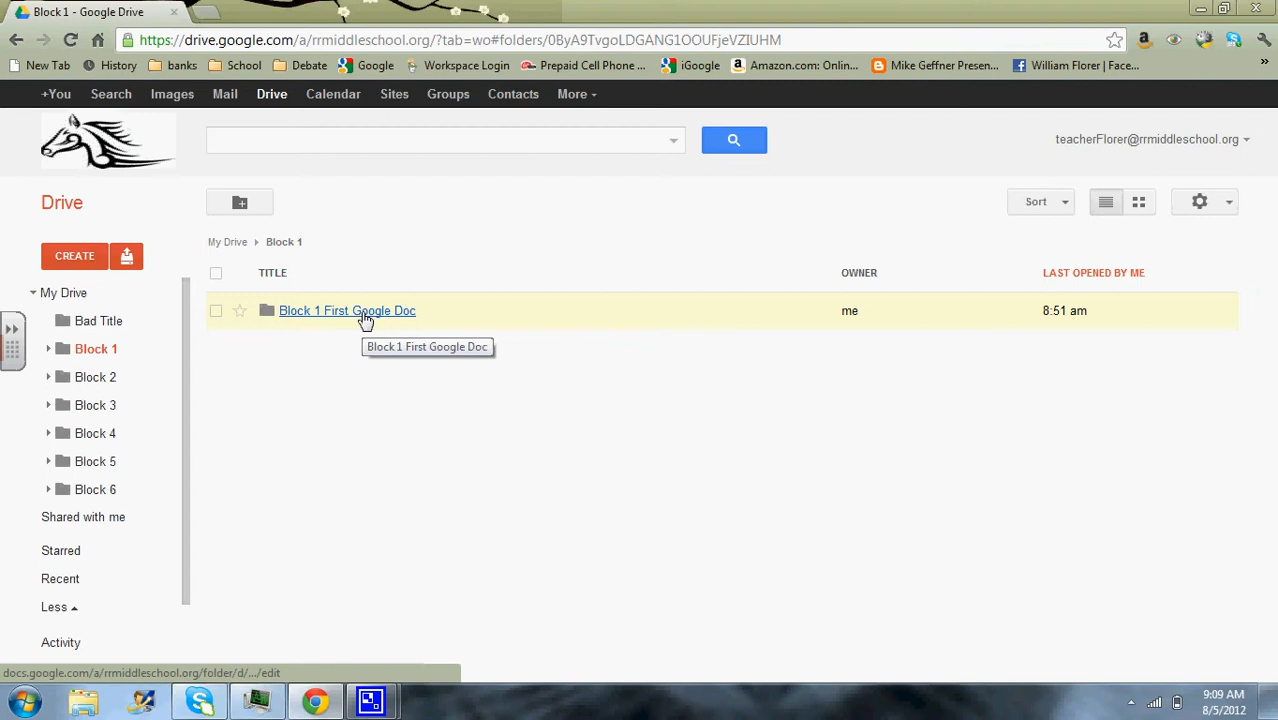 Block 1 - Google Drive
https://drive.google.com/a/rrmiddleschool.org/?tab=wo#folders/0ByA9TvgoLDGANG1OOUFjeVZIUHM
New Tab History banks School Debate Google Workspace Login Prepaid Cell Phone ... iGoogle Amazon.com: Onlin... Mike Geffner Presen... William Florer | Face... »
+You Search Images Mail Drive Calendar Sites Groups Contacts More
teacherFlorer@rrmiddleschool.org
Drive
Sort
My Drive Block 1
CREATE
TITLE OWNER LAST OPENED BY ME
My Drive
Block 1 First Google Doc me 8:51 am
Bad Title
Block 1 First Google Doc
Block 1
Block 2
Block 3
Block 4
Block 5
Block 6
Shared with me
Starred
Recent
Less
Activity
docs.google.com/a/rrmiddleschool.org/folder/d/.../edit
9:09 AM
8/5/2012